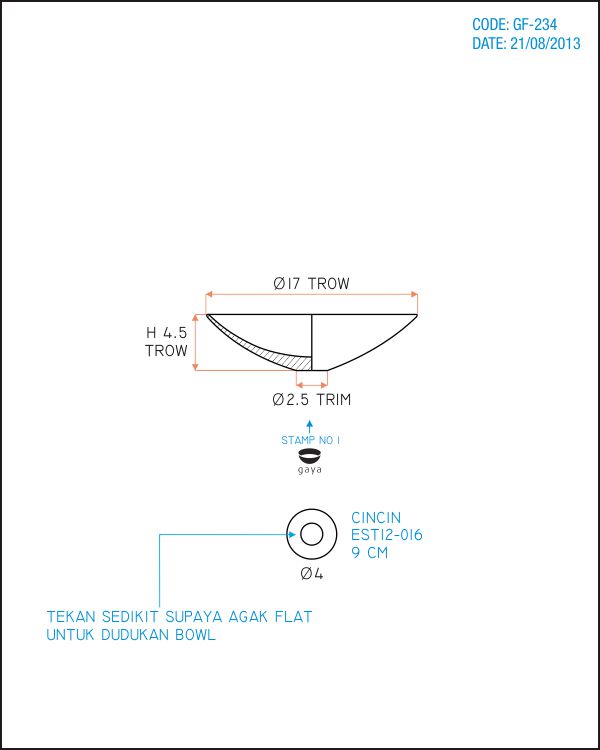 CODE: GF-234
DATE: 21/08/2013
Ø17 TROW
H 4.5
TROW
Ø2.5 TRIM
STAMP NO 1
gaya
CINCIN
EST12-016
9 CM
Ø4
TEKAN SEDIKIT SUPAYA AGAK FLAT
UNTUK DUDUKAN BOWL